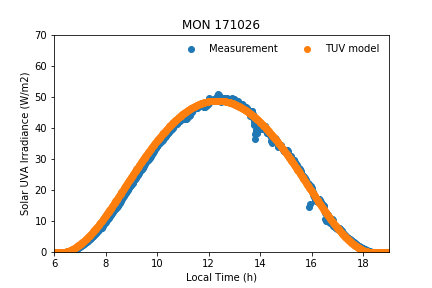 MON 171026
Measurement TUV model
Solar UVA Irradiance (W/m2)
70
60
50
40
30
20
10
0
6 8 10 12 14 16 18
Local Time (h)